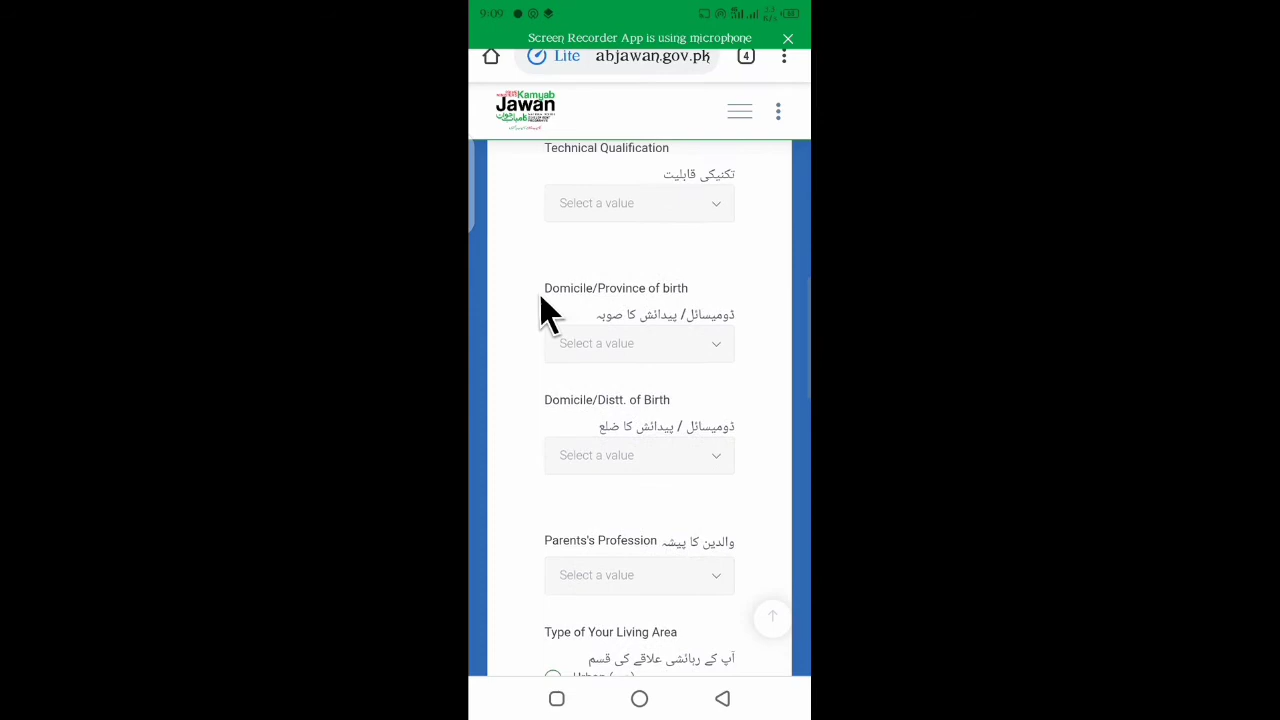 9:09
Screen Recorder App is using microphone
Lite abjawan.gov.pk 4
Kamyab
Jawan
Technical Qualification
تکنیکی قابلیت
Select a value
Domicile/Province of birth
ڈومیسائل/ پیدائش کا صوبہ
Select a value
Domicile/Distt. of Birth
ڈومیسائل / پیدائش کا ضلع
Select a value
Parents's Profession والدین کا پیشہ
Select a value
Type of Your Living Area
آپ کے رہائشی علاقے کی قسم